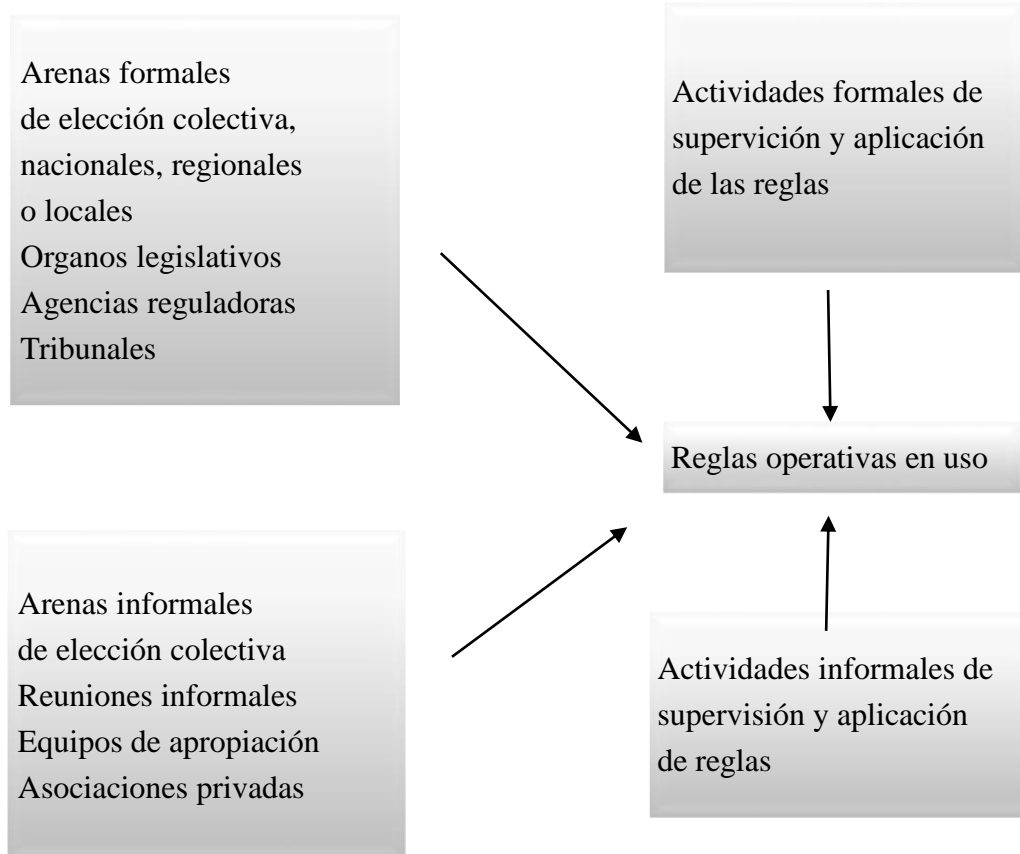 Arenas formales
de elección colectiva,
nacionales, regionales
o locales
Organos legislativos
Agencias reguladoras
Tribunales
Actividades formales de
supervición y aplicación
de las reglas
Reglas operativas en uso
Arenas informales
de elección colectiva
Reuniones informales
Equipos de apropiación
Asociaciones privadas
Actividades informales de
supervisión y aplicación
de reglas